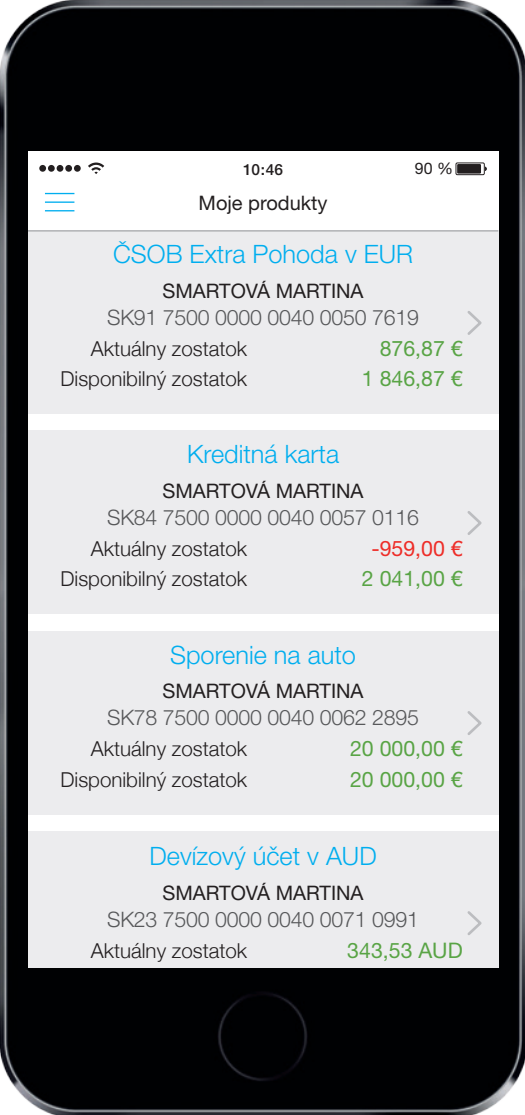 10:46
90 %
Moje produkty
ČSOB Extra Pohoda v EUR
SMARTOVÁ MARTINA
SK91 7500 0000 0040 0050 7619
Aktuálny zostatok 876,87 €
Disponibilný zostatok 1 846,87 €
Kreditná karta
SMARTOVÁ MARTINA
SK84 7500 0000 0040 0057 0116
Aktuálny zostatok -959,00 €
Disponibilný zostatok 2 041,00 €
Sporenie na auto
SMARTOVÁ MARTINA
SK78 7500 0000 0040 0062 2895
Aktuálny zostatok 20 000,00 €
Disponibilný zostatok 20 000,00 €
Devízový účet v AUD
SMARTOVÁ MARTINA
SK23 7500 0000 0040 0071 0991
Aktuálny zostatok 343,53 AUD